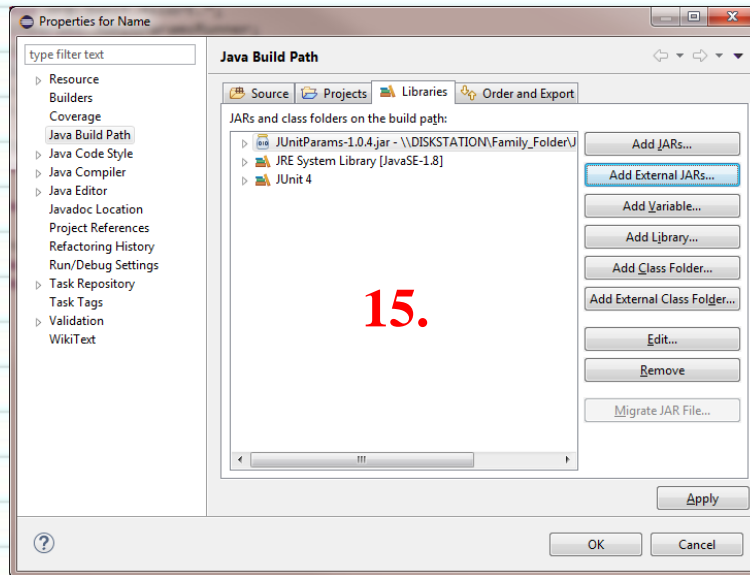 Properties for Name
type filter text
Resource
Builders
Coverage
Java Build Path
Java Code Style
Java Compiler
Java Editor
Javadoc Location
Project References
Refactoring History
Run/Debug Settings
Task Repository
Task Tags
Validation
WikiText
Java Build Path
Source Projects Libraries Order and Export
JARs and class folders on the build path:
JUnitParams-1.0.4.jar - \\DISKSTATION\Family_Folder\J
JRE System Library [JavaSE-1.8]
JUnit 4
15.
Add JARs...
Add External JARs...
Add Variable...
Add Library...
Add Class Folder...
Add External Class Folder...
Edit...
Remove
Migrate JAR File...
Apply
OK Cancel